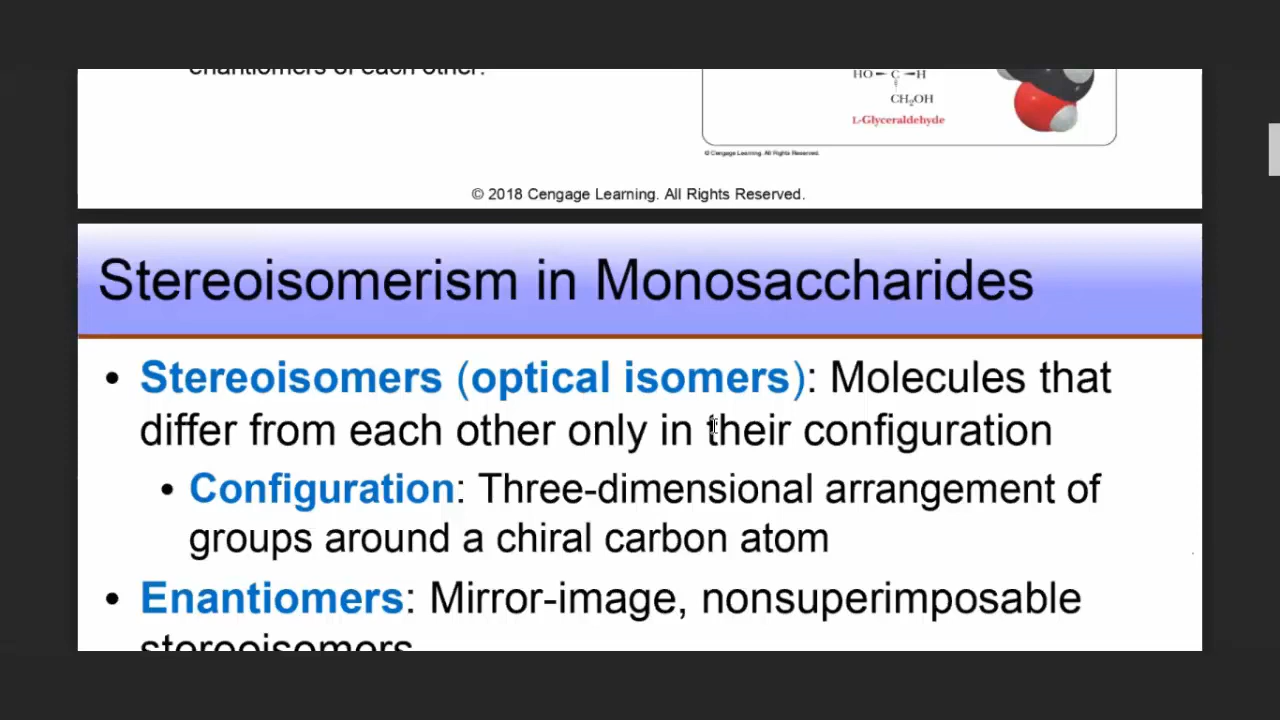 enantiomers of each other.
HO C H
CH₂OH
L-Glyceraldehyde
© Cengage Learning. All Rights Reserved.
© 2018 Cengage Learning. All Rights Reserved.
Stereoisomerism in Monosaccharides
• Stereoisomers (optical isomers): Molecules that
differ from each other only in their configuration
• Configuration: Three-dimensional arrangement of
groups around a chiral carbon atom
• Enantiomers: Mirror-image, nonsuperimposable
stereoisomers